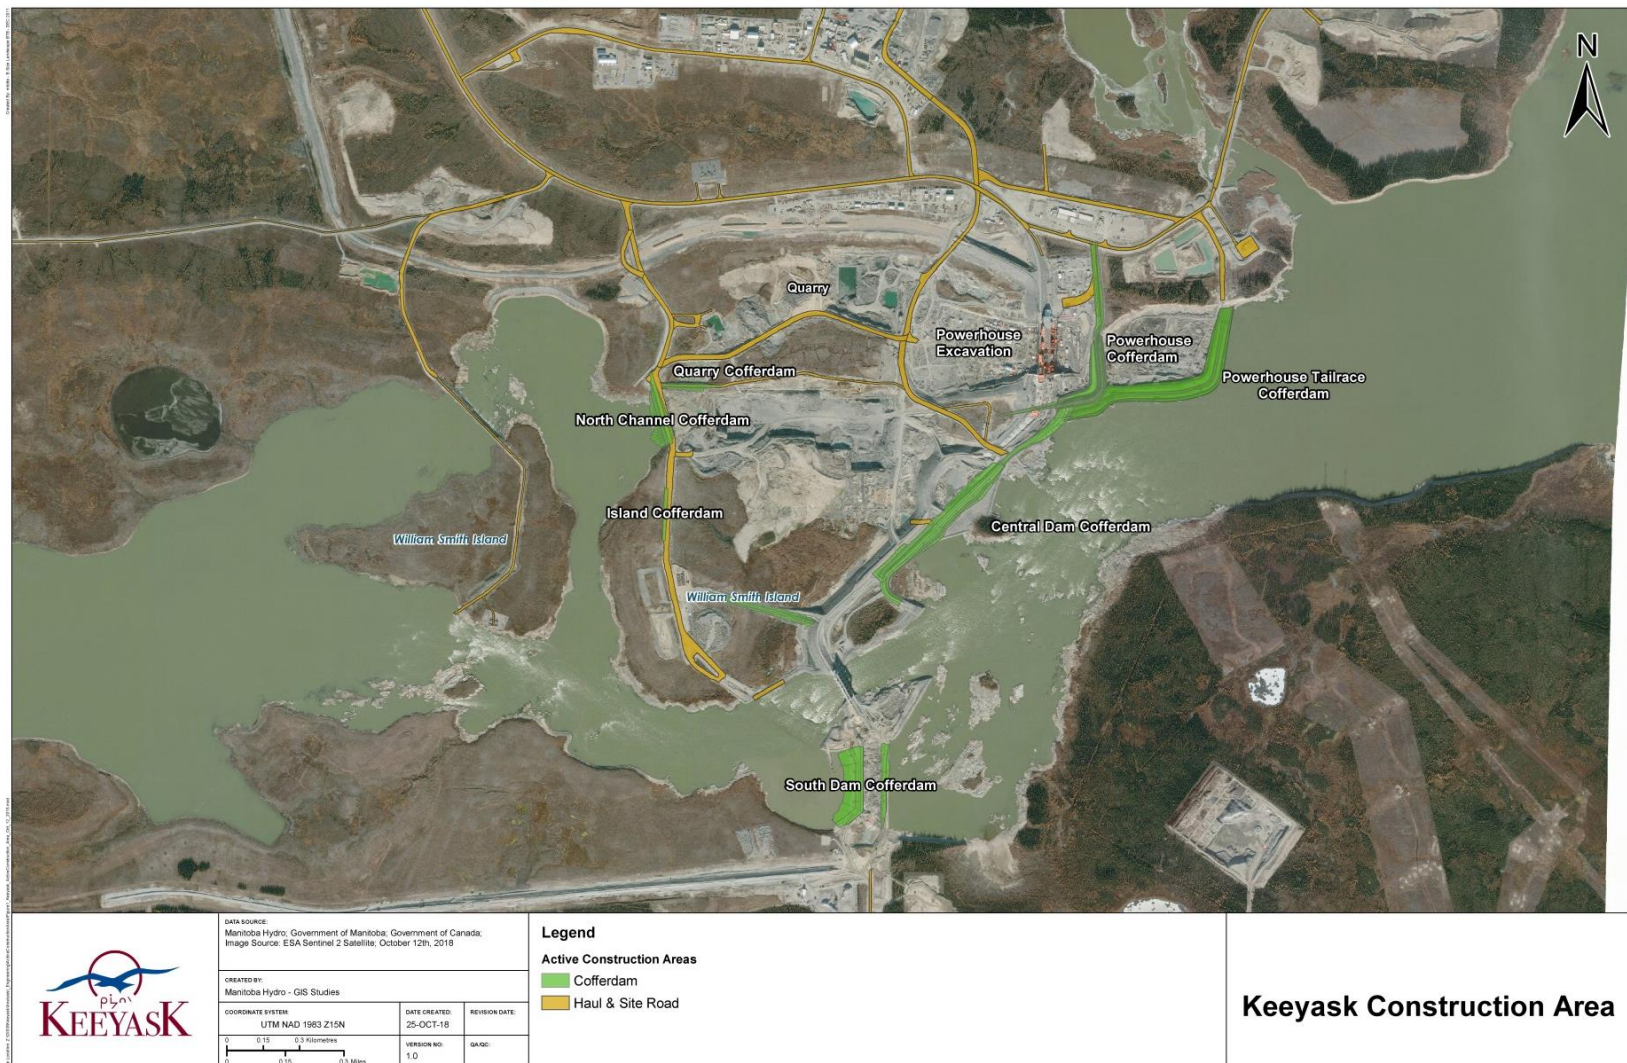 N
Quarry
Powerhouse
Excavation
Powerhouse
Cofferdam
Quarry Cofferdam
Powerhouse Tailrace
Cofferdam
North Channel Cofferdam
Island Cofferdam
Central Dam Cofferdam
William Smith Island
William Smith Island
South Dam Cofferdam
KEEYASK
DATA SOURCE:
Manitoba Hydro; Government of Manitoba; Government of Canada;
Image Source: ESA Sentinel 2 Satellite; October 12th, 2018
CREATED BY:
Manitoba Hydro - GIS Studies
COORDINATE SYSTEM:
UTM NAD 1983 Z15N
DATE CREATED:
25-OCT-18
REVISION DATE:
0 0.15 0.3 Kilometres
0 0.15 0.3 Miles
VERSION NO:
1.0
QA/QC:
Legend
Active Construction Areas
Cofferdam
Haul & Site Road
Keeyask Construction Area